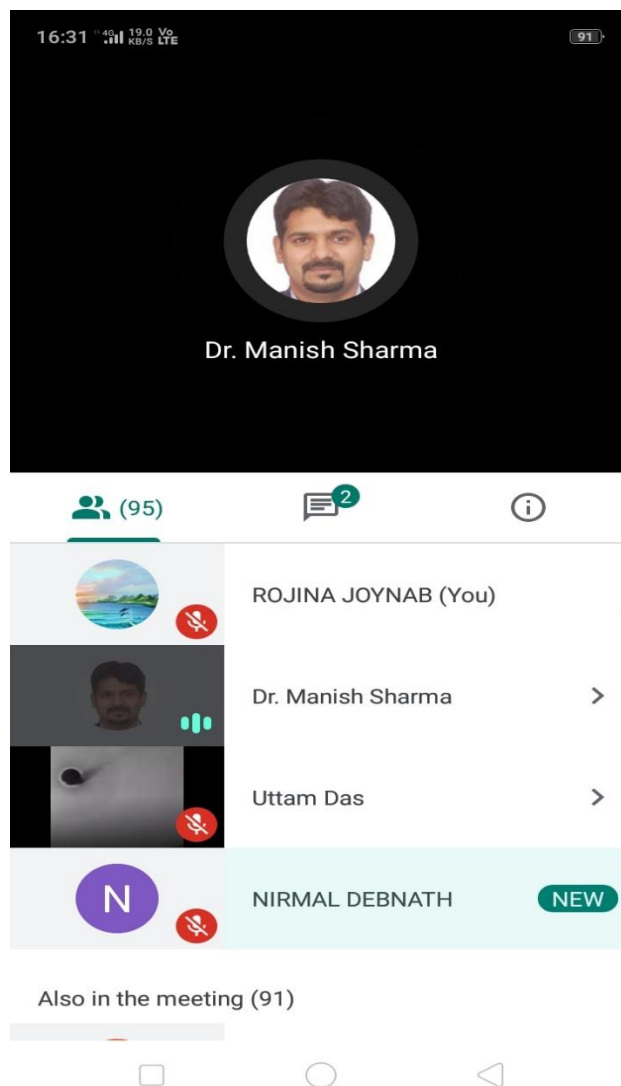 16:31 4G 19.0 KB/S Vo LTE 91
Dr. Manish Sharma
(95) 2
ROJINA JOYNAB (You)
Dr. Manish Sharma
Uttam Das
N NIRMAL DEBNATH NEW
Also in the meeting (91)